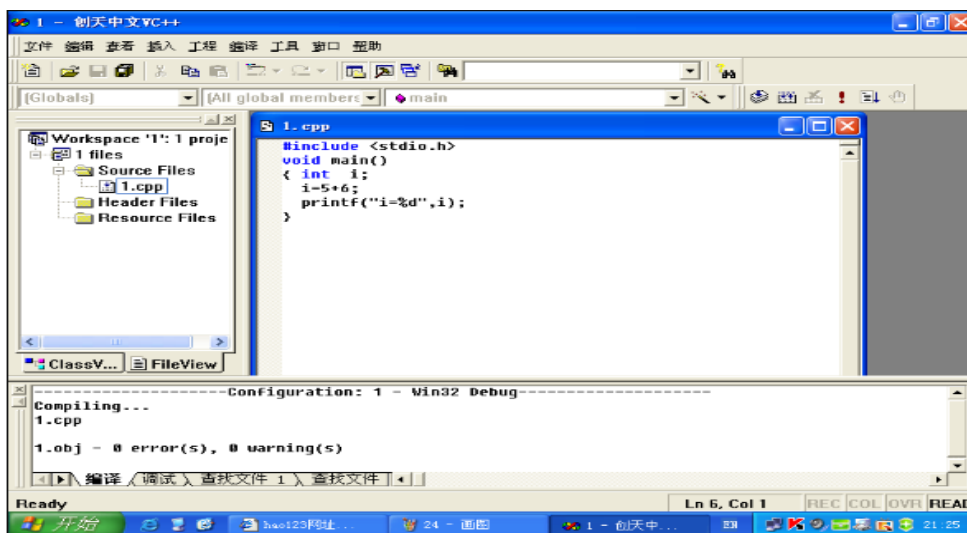 1 - 创天中文VC++
文件 编辑 查看 插入 工程 编译 工具 窗口 帮助
(Globals) (All global members main
Workspace '1': 1 proje
1 files
Source Files
1.cpp
Header Files
Resource Files
ClassV... FileView
1.cpp
#include <stdio.h>
void main()
{ int i;
i-5+6;
printf("i=%d",i);
}
--------------------Configuration: 1 - Win32 Debug--------------------
Compiling...
1.cpp
1.obj - 0 error(s), 0 warning(s)
编译 调试 查找文件 1 查找文件
Ready Ln 6, Col 1 REC COL OVR READ
开始 hao123网址... 24 - 画图 1 - 创天中... EN 21:25